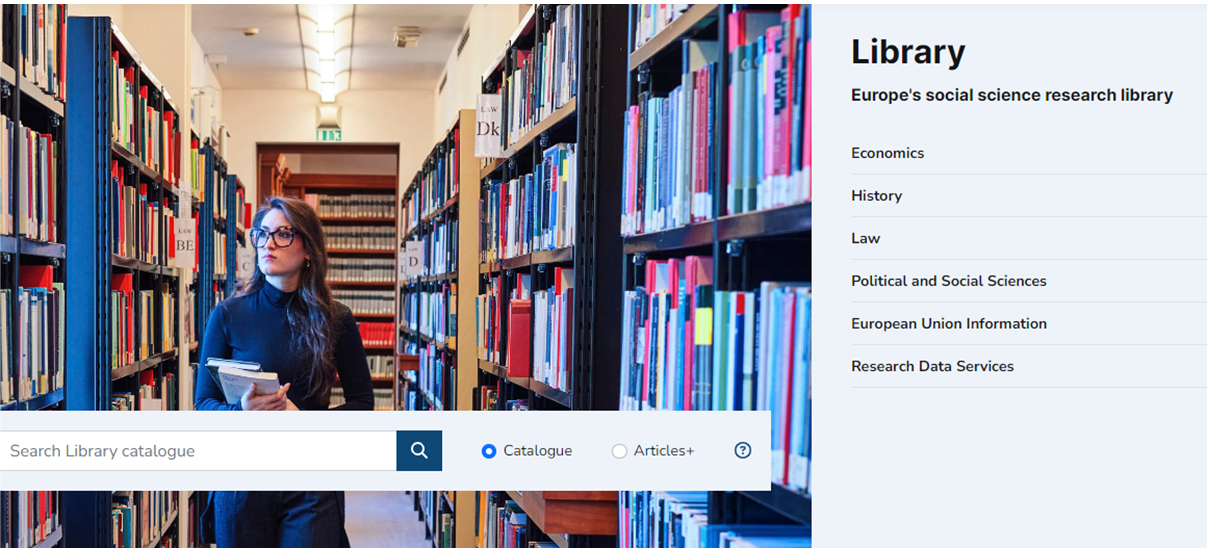 Library
Europe's social science research library
Economics
History
Law
Political and Social Sciences
European Union Information
Research Data Services
LAW
Dk
LAW
BE
C
D
Search Library catalogue
Catalogue
Articles+
?